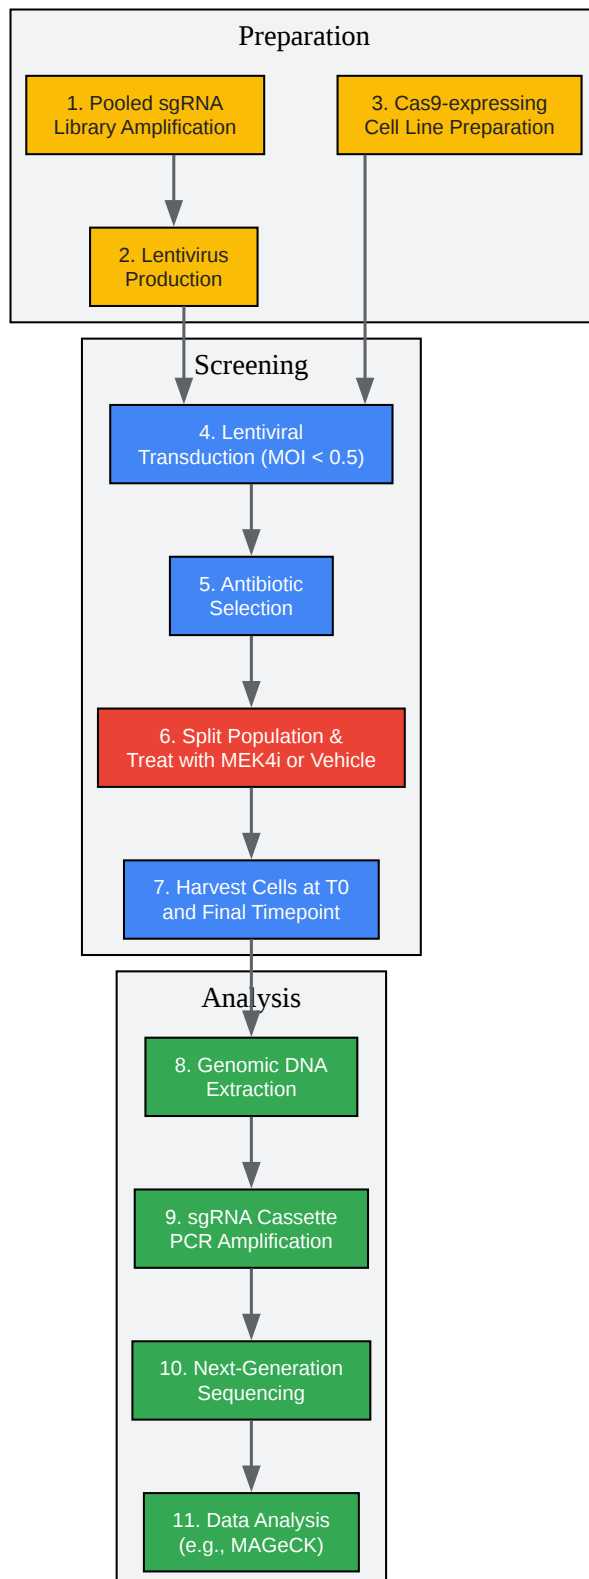 Preparation
1. Pooled sgRNA
Library Amplification
3. Cas9-expressing
Cell Line Preparation
2. Lentivirus
Production
Screening
4. Lentiviral
Transduction (MOI < 0.5)
5. Antibiotic
Selection
6. Split Population &
Treat with MEK4i or Vehicle
7. Harvest Cells at T0
and Final Timepoint
Analysis
8. Genomic DNA
Extraction
9. sgRNA Cassette
PCR Amplification
10. Next-Generation
Sequencing
11. Data Analysis
(e.g., MAGeCK)